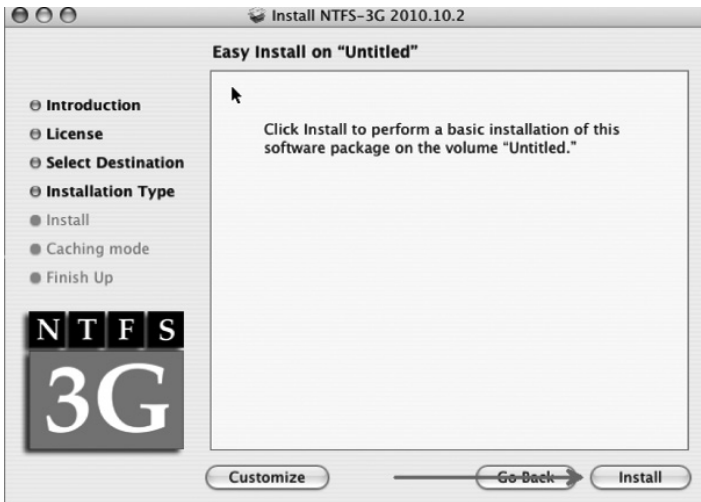 Install NTFS-3G 2010.10.2
Easy Install on “Untitled”
Introduction
License
Select Destination
Installation Type
Install
Caching mode
Finish Up
Click Install to perform a basic installation of this
software package on the volume “Untitled.”
NTFS
3G
Customize
Go Back
Install